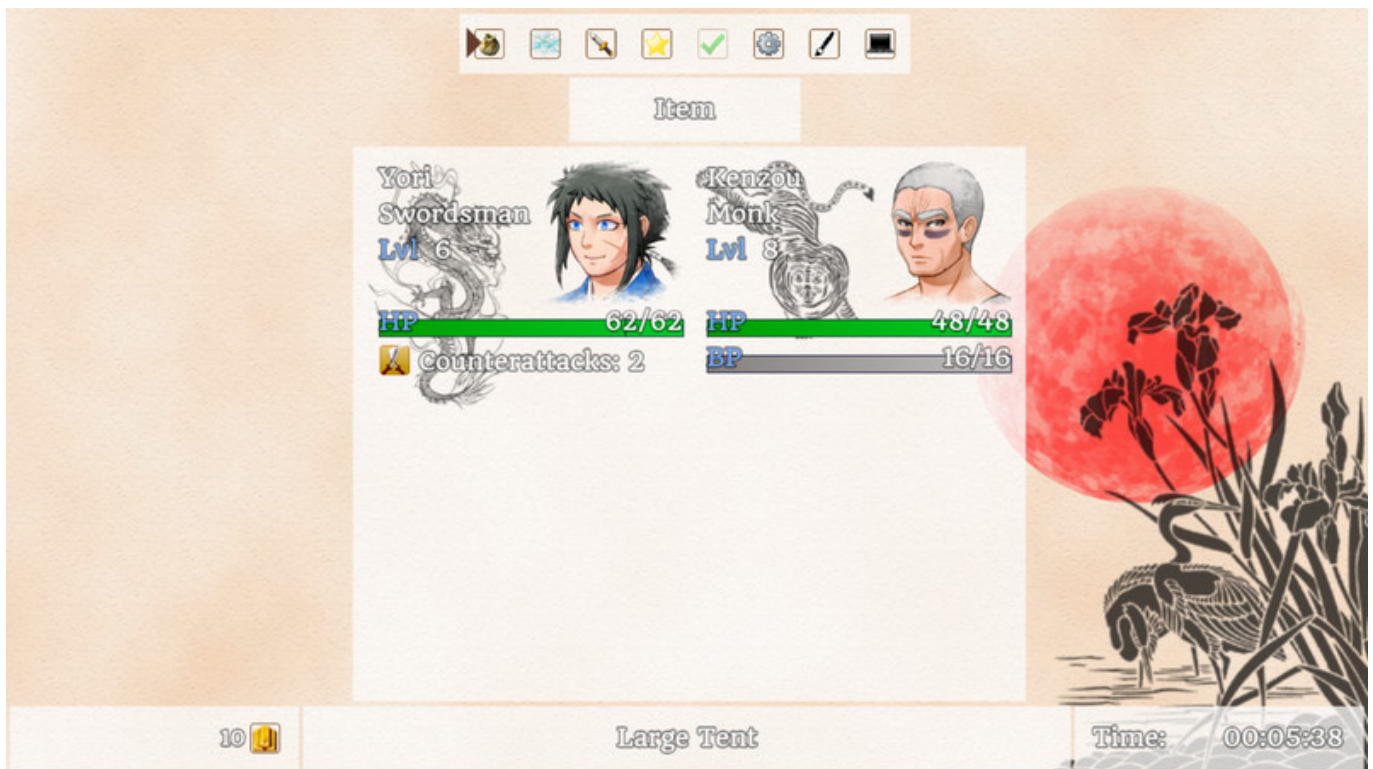 Item
Yori
Swordsman
Lvl 6
HP 62/62
Counterattacks: 2
Kenzou
Monk
Lvl 8
HP 48/48
BP 16/16
10
Large Tent
Time: 00:05:38